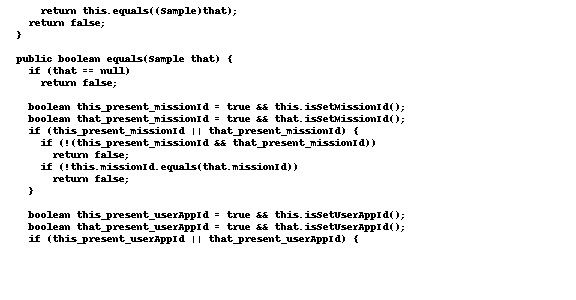 return this.equals((Sample)that);
return false;
}
public boolean equals(Sample that) {
if (that == null)
return false;
boolean this_present_missionId = true && this.isSetMissionId();
boolean that_present_missionId = true && that.isSetMissionId();
if (this_present_missionId || that_present_missionId) {
if (!(this_present_missionId && that_present_missionId))
return false;
if (!this.missionId.equals(that.missionId))
return false;
}
boolean this_present_userAppId = true && this.isSetUserAppId();
boolean that_present_userAppId = true && that.isSetUserAppId();
if (this_present_userAppId || that_present_userAppId) {